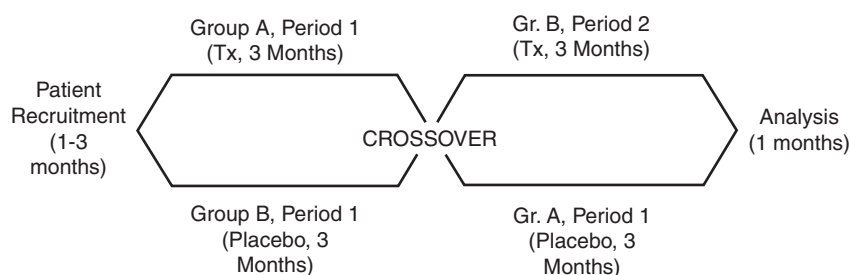 Group A, Period 1
(Tx, 3 Months)
Gr. B, Period 2
(Tx, 3 Months)
Patient
Recruitment
(1-3
months)
CROSSOVER
Analysis
(1 months)
Group B, Period 1
(Placebo, 3
Months)
Gr. A, Period 1
(Placebo, 3
Months)